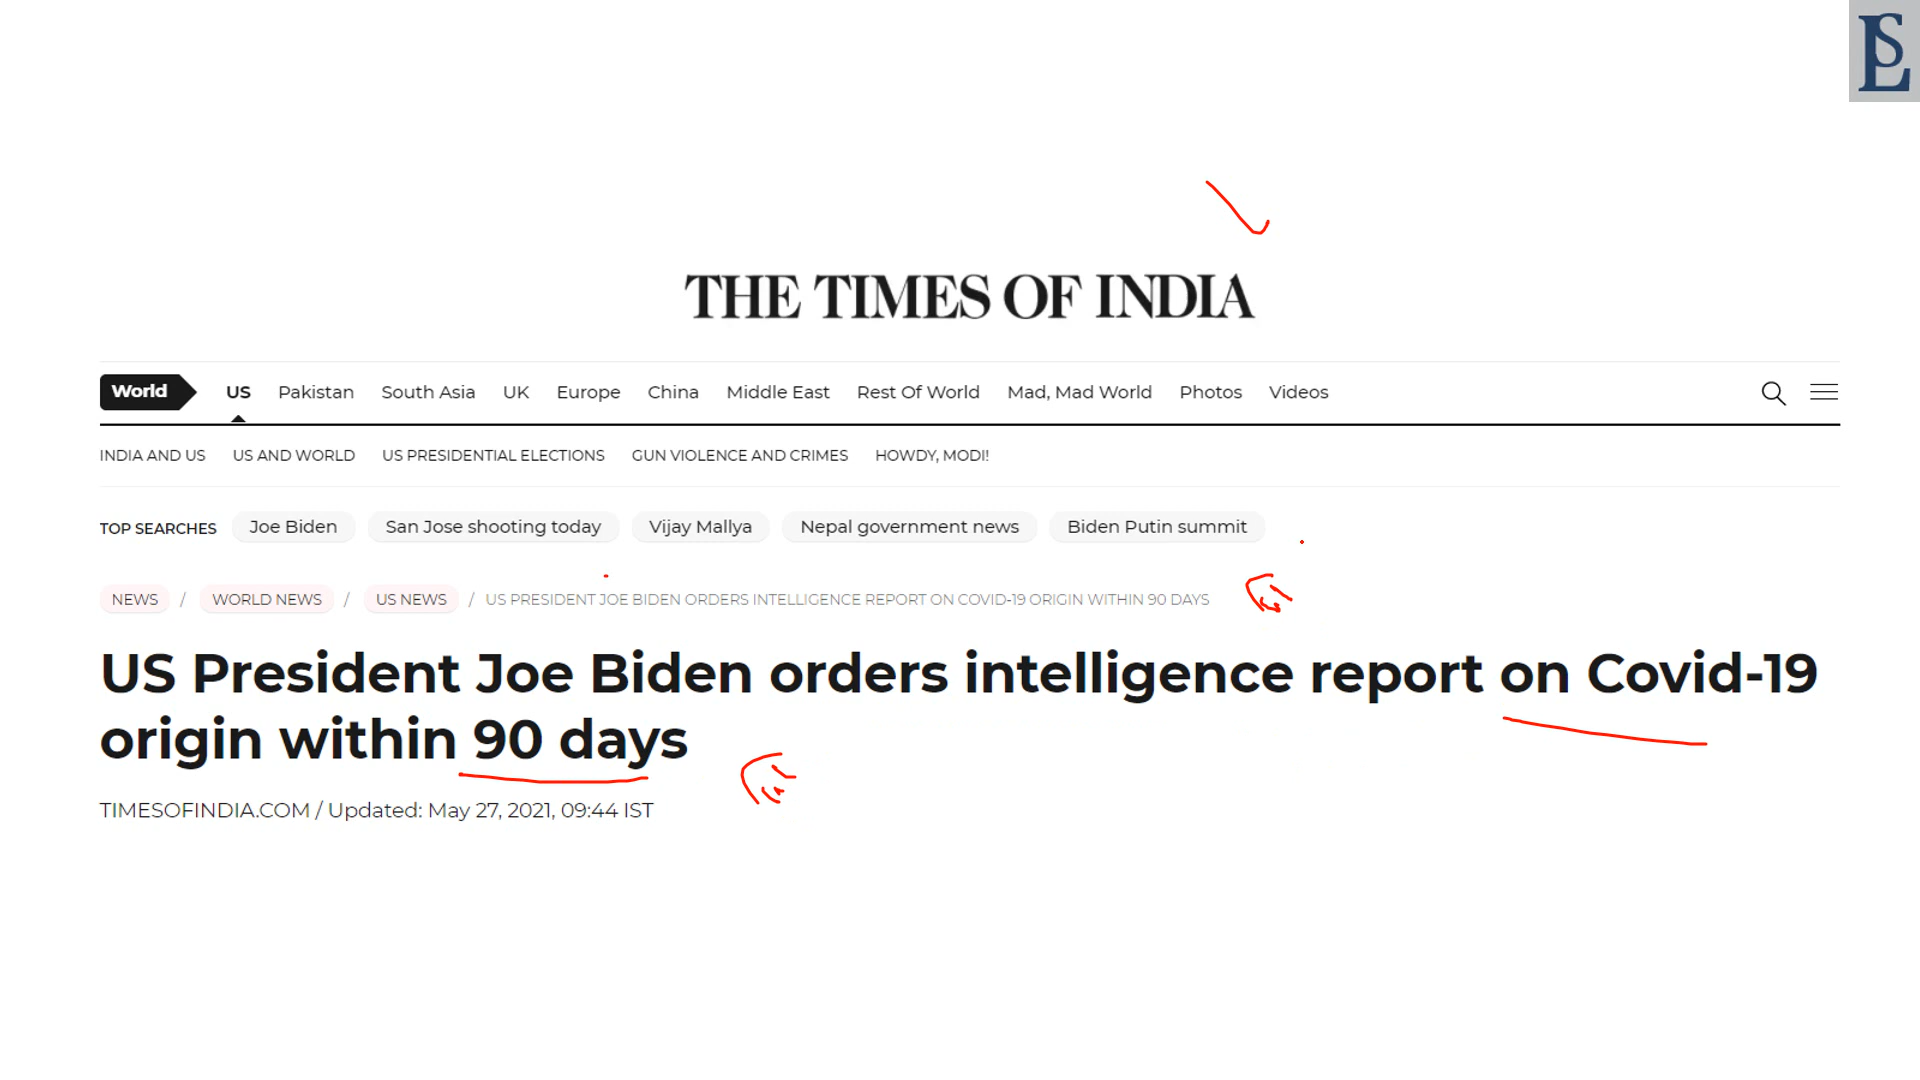 LS
THE TIMES OF INDIA
World US Pakistan South Asia UK Europe China Middle East Rest Of World Mad, Mad World Photos Videos
INDIA AND US US AND WORLD US PRESIDENTIAL ELECTIONS GUN VIOLENCE AND CRIMES HOWDY, MODI!
TOP SEARCHES Joe Biden San Jose shooting today Vijay Mallya Nepal government news Biden Putin summit
NEWS / WORLD NEWS / US NEWS / US PRESIDENT JOE BIDEN ORDERS INTELLIGENCE REPORT ON COVID-19 ORIGIN WITHIN 90 DAYS
US President Joe Biden orders intelligence report on Covid-19
origin within 90 days
TIMESOFINDIA.COM / Updated: May 27, 2021, 09:44 IST